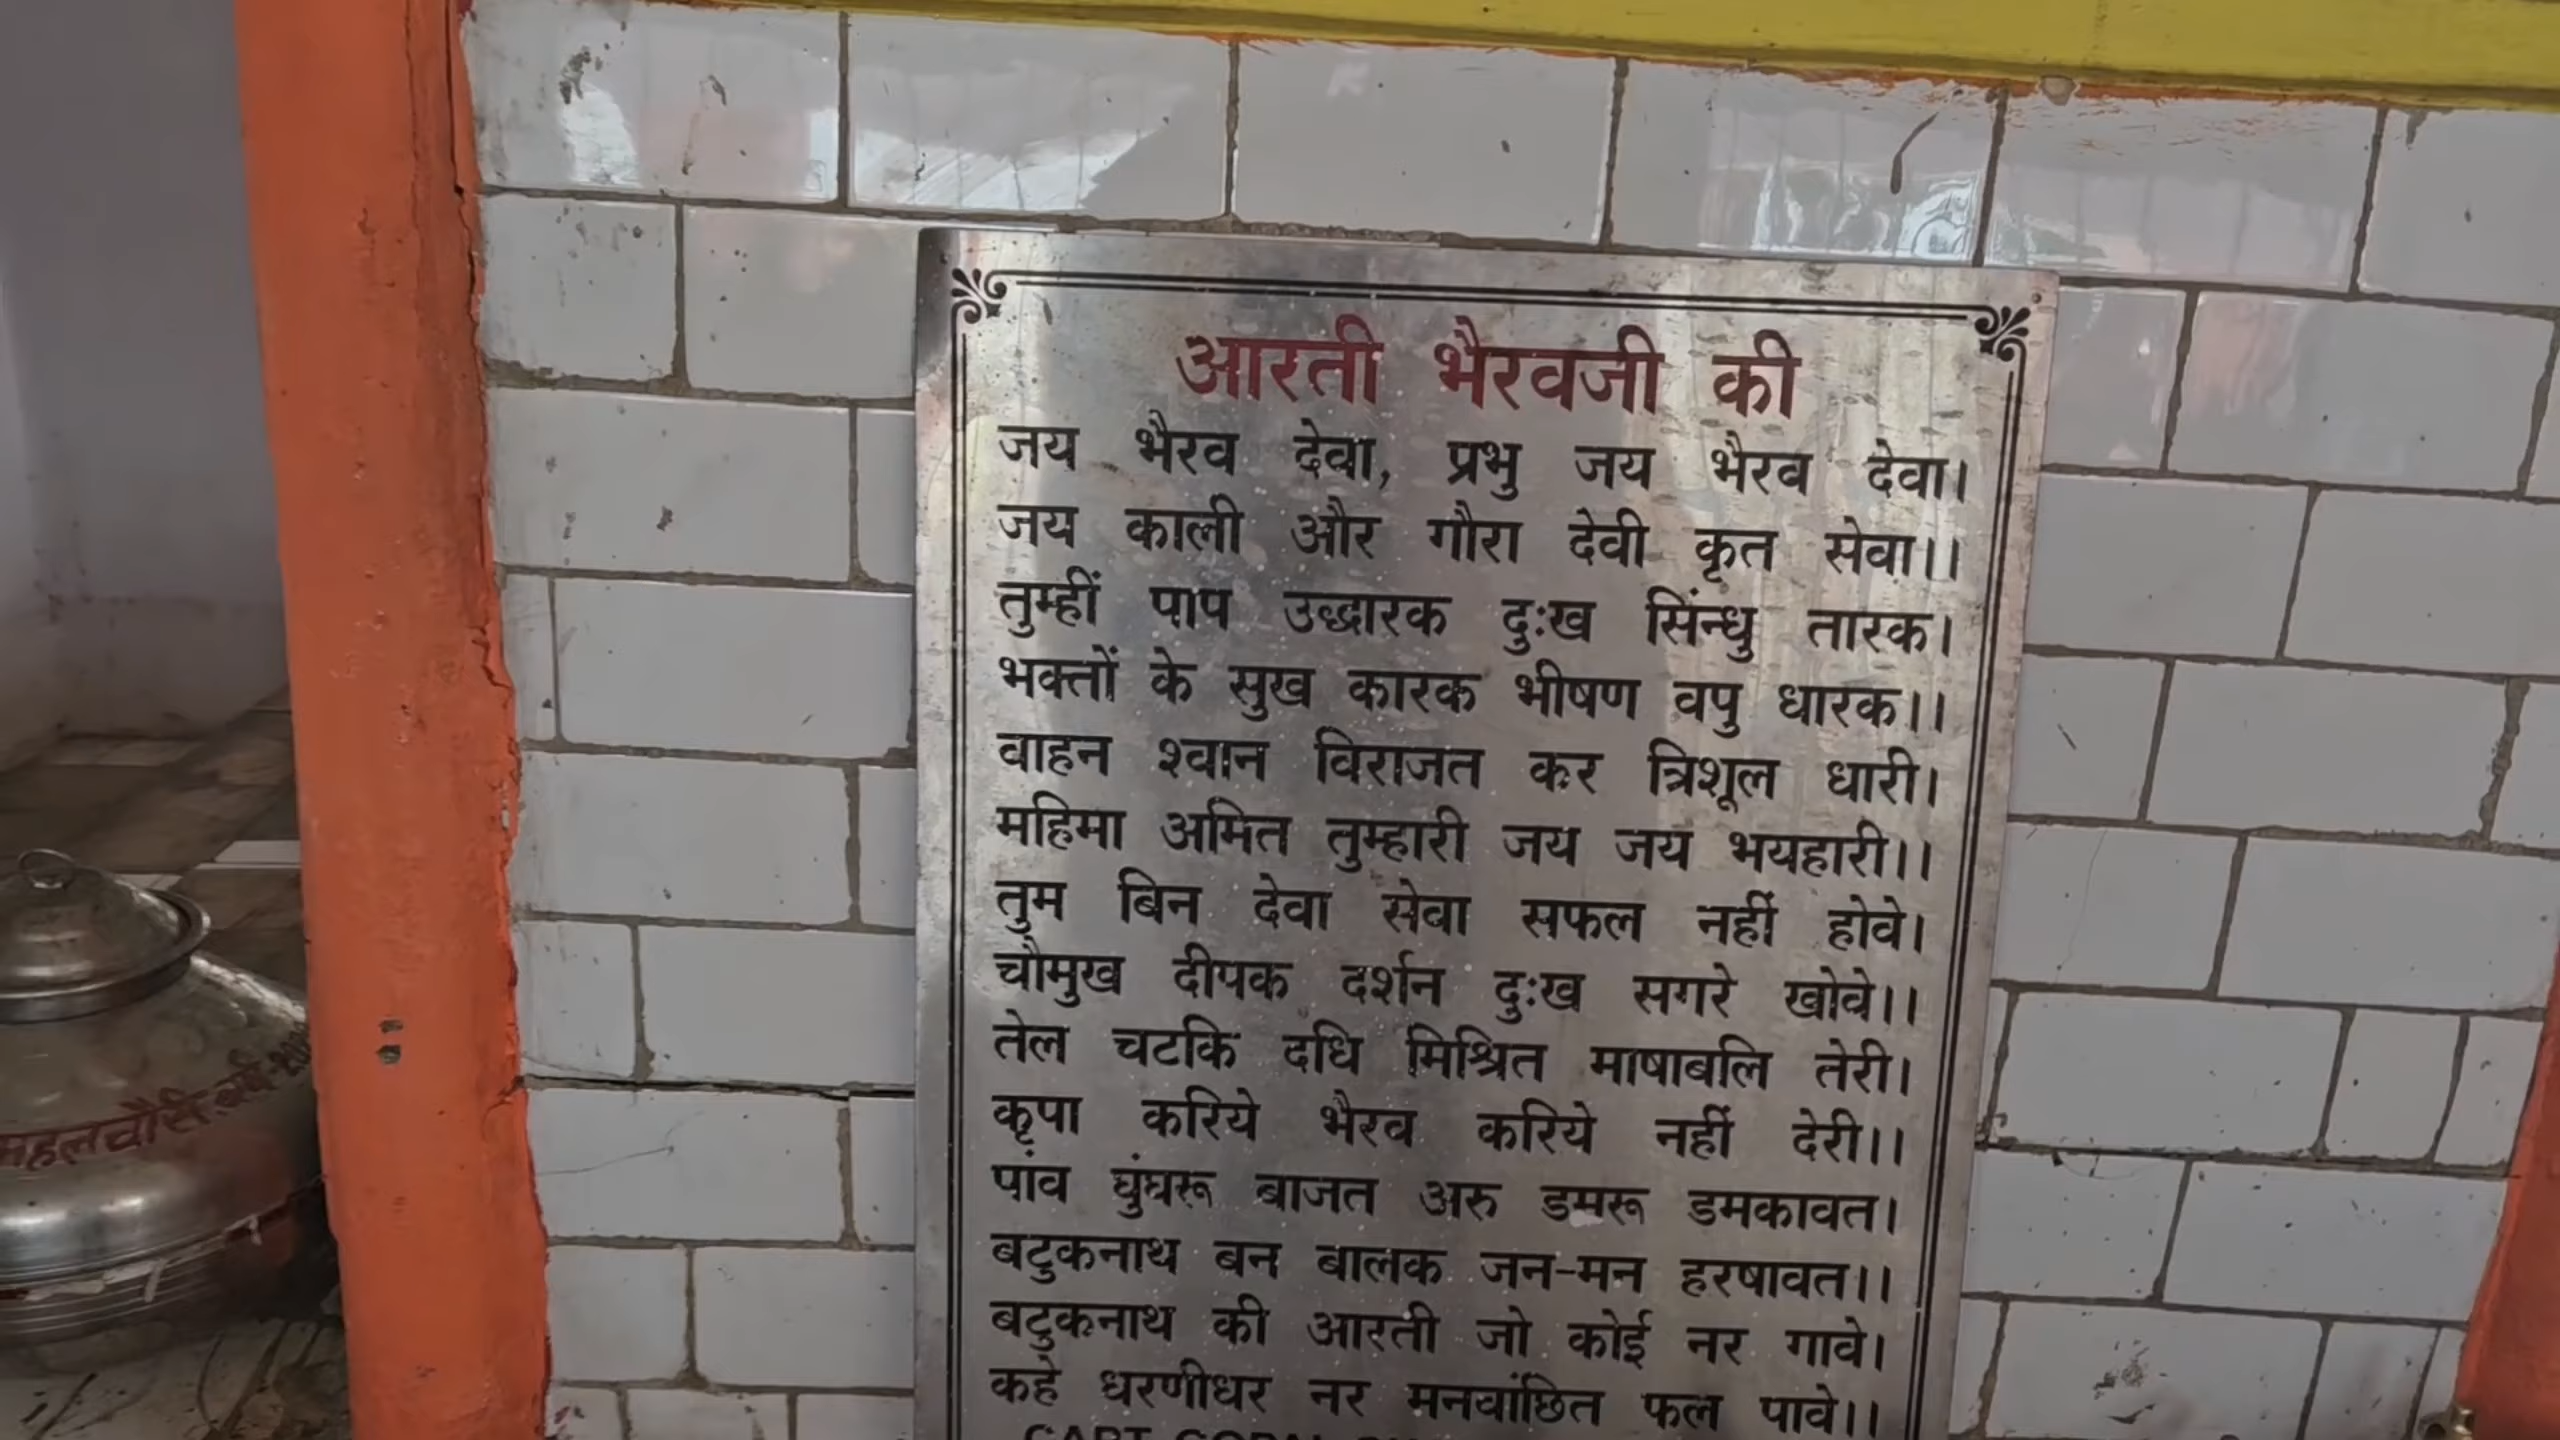 आरती भैरवजी की
जय भैरव देवा, प्रभु जय भैरव देवा।
जय काली और गौरा देवी कृत सेवा।।
तुम्हीं पाप उद्धारक दुःख सिंन्धु तारक।
भक्तों के सुख कारक भीषण वपु धारक।।
वाहन श्वान विराजत कर त्रिशूल धारी।
महिमा अमित तुम्हारी जय जय भयहारी।।
तुम बिन देवा सेवा सफल नहीं होवे।
चौमुख दीपक दर्शन दुःख सगरे खोवे।।
तेल चटकि दधि मिश्रित माषाबलि तेरी।
कृपा करिये भैरव करिये नहीं देरी।।
पांव घुंघरू बाजत अरु डमरू डमकावत।
बटुकनाथ बन बालक जन-मन हरषावत।।
बटुकनाथ की आरती जो कोई नर गावे।
कहे धरणीधर नर मनवांछित फल पावे।।
महलचौरी